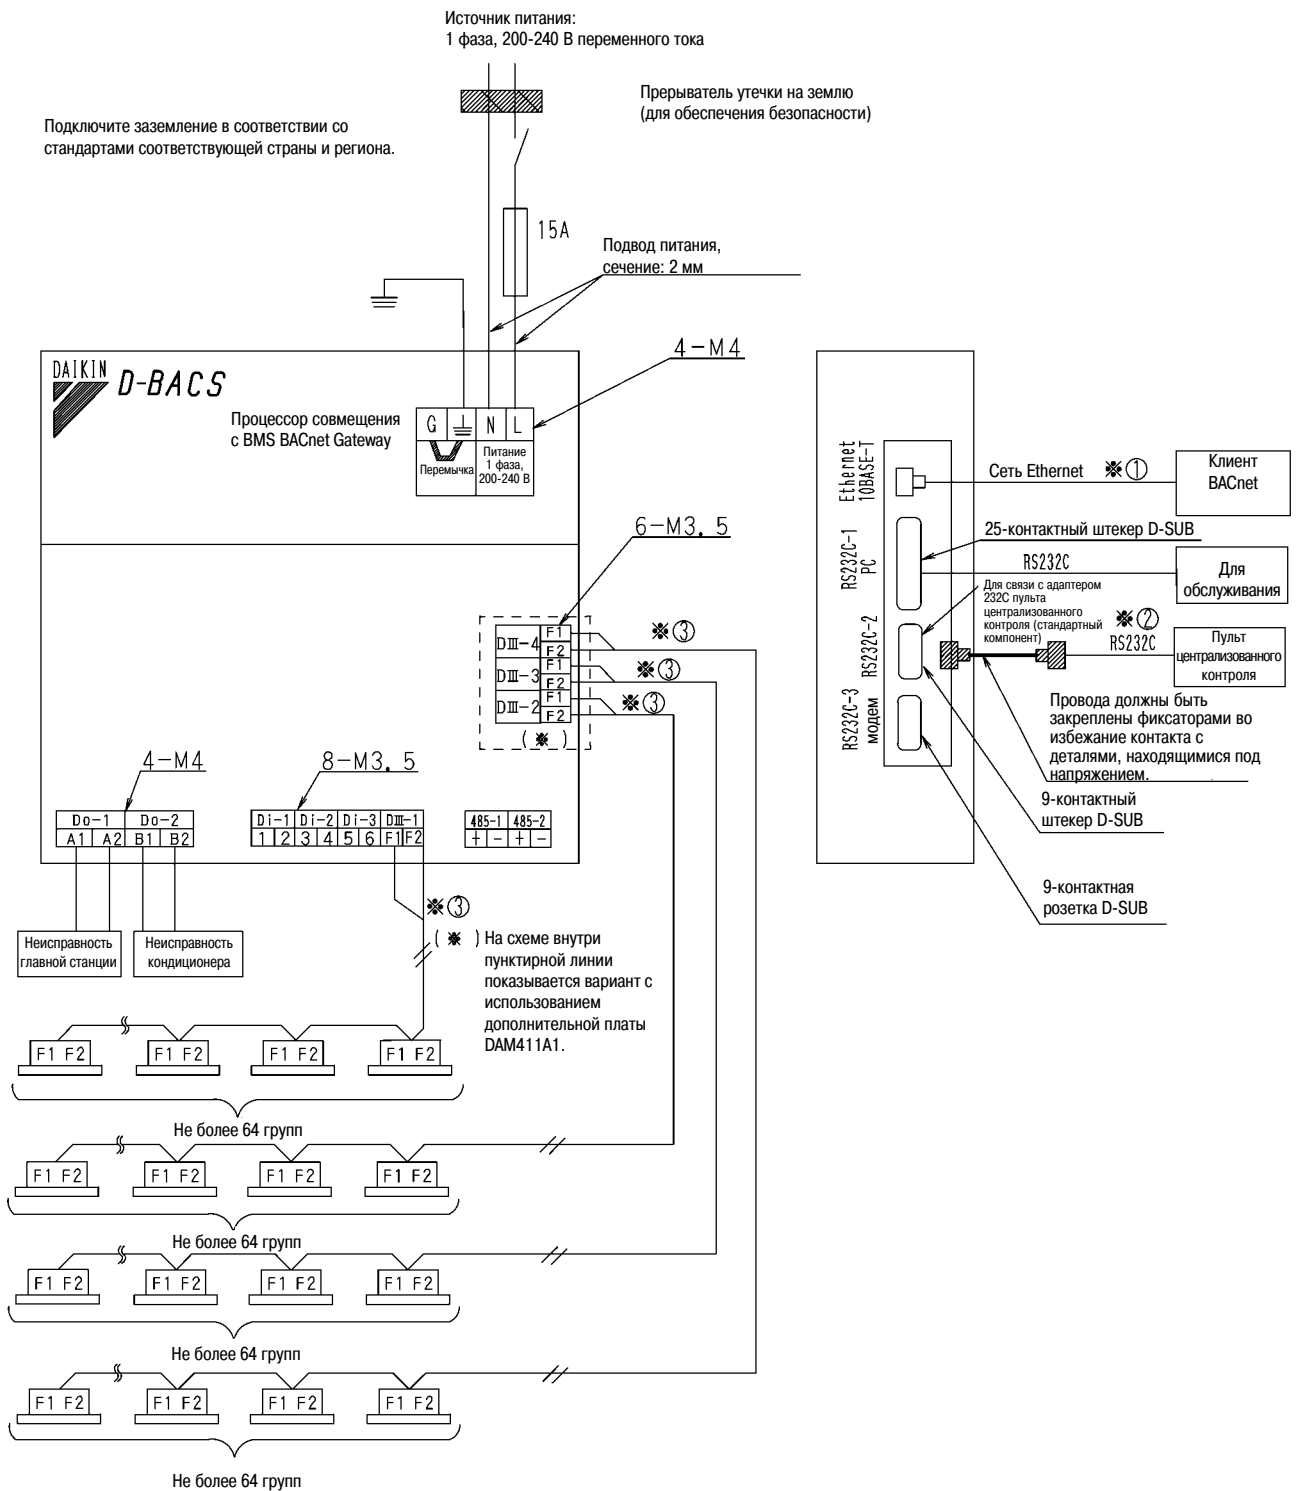 Источник питания:
1 фаза, 200-240 В переменного тока
Прерыватель утечки на землю
(для обеспечения безопасности)
Подключите заземление в соответствии со
стандартами соответствующей страны и региона.
15A
Подвод питания,
сечение: 2 мм
4-M4
DAIKIN
D-BACS
Процессор совмещения
с BMS BACnet Gateway
G N L
Перемычка
Питание
1 фаза,
200-240 В
6-M3.5
DIII-4 F1 F2
DIII-3 F1 F2
DIII-2 F1 F2
(※)
※③
※③
※③
4-M4
8-M3.5
Do-1 Do-2
A1 A2 B1 B2
Di-1 Di-2 Di-3 DIII-1
1 2 3 4 5 6 F1 F2
485-1 485-2
+ - + -
※③
Неисправность
главной станции
Неисправность
кондиционера
(※) На схеме внутри
пунктирной линии
показывается вариант с
использованием
дополнительной платы
DAM411A1.
F1 F2 F1 F2 F1 F2 F1 F2
Не более 64 групп
F1 F2 F1 F2 F1 F2 F1 F2
Не более 64 групп
F1 F2 F1 F2 F1 F2 F1 F2
Не более 64 групп
F1 F2 F1 F2 F1 F2 F1 F2
Не более 64 групп
Ethernet
10BASE-T
RS232C-1
PC
RS232C-2
RS232C-3
модем
Сеть Ethernet ※①
Клиент
BACnet
25-контактный штекер D-SUB
RS232C
Для
обслуживания
Для связи с адаптером
232C пульта
централизованного
контроля (стандартный
компонент)
※②
RS232C
Пульт
централизованного
контроля
Провода должны быть
закреплены фиксаторами во
избежание контакта с
деталями, находящимися под
напряжением.
9-контактный
штекер D-SUB
9-контактная
розетка D-SUB